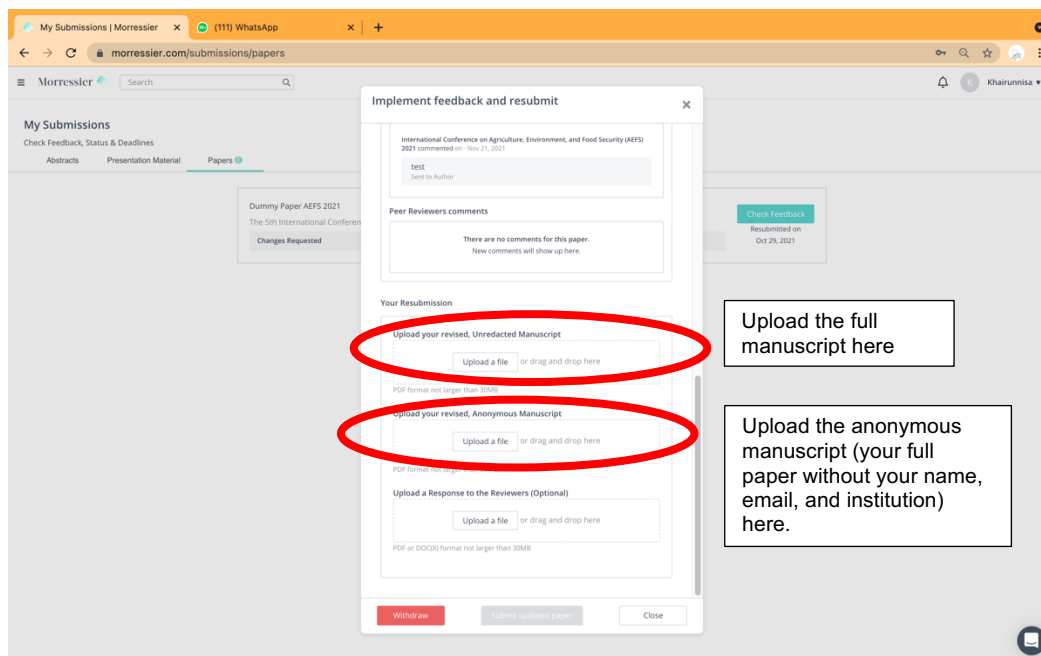 My Submissions | Morressier
(111) WhatsApp
morressier.com/submissions/papers
Morressier
Search
K
Khairunnisa
My Submissions
Check Feedback, Status & Deadlines
Abstracts
Presentation Material
Papers
Implement feedback and resubmit
International Conference on Agriculture, Environment, and Food Security (AEFS)
2021 commented on - Nov 21, 2021
test
Sent to Author
Dummy Paper AEFS 2021
The 5th International Conferen
Changes Requested
Check Feedback
Resubmitted on
Oct 29, 2021
Peer Reviewers comments
There are no comments for this paper.
New comments will show up here.
Your Resubmission
Upload your revised, Unredacted Manuscript
Upload a file or drag and drop here
PDF format not larger than 30MB
Upload the full
manuscript here
Upload your revised, Anonymous Manuscript
Upload a file or drag and drop here
PDF format not
Upload the anonymous
manuscript (your full
paper without your name,
email, and institution)
here.
Upload a Response to the Reviewers (Optional)
Upload a file or drag and drop here
PDF or DOC(X) format not larger than 30MB
Withdraw
Submit updated paper
Close